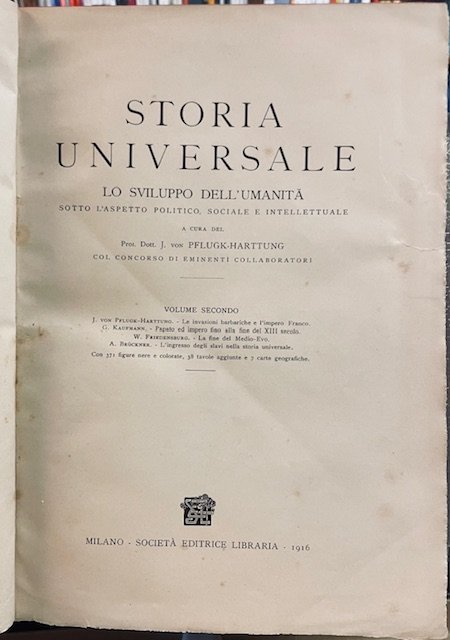 STORIA
UNIVERSALE
LO SVILUPPO DELL'UMANITÀ
SOTTO L'ASPETTO POLITICO, SOCIALE E INTELLETTUALE
A CURA DEL
Prof. Dott. J. von PFLUGK-HARTTUNG
COL CONCORSO DI EMINENTI COLLABORATORI
VOLUME SECONDO
J. von Pflugk-Harttung. - Le invasioni barbariche e l'impero Franco.
G. Kaufmann. - Papato ed impero fino alla fine del XIII secolo.
W. Friedensburg. - La fine del Medio-Evo.
A. Brückner. - L'ingresso degli slavi nella storia universale.
Con 371 figure nere e colorate, 38 tavole aggiunte e 7 carte geografiche.
MILANO - SOCIETÀ EDITRICE LIBRARIA - 1916